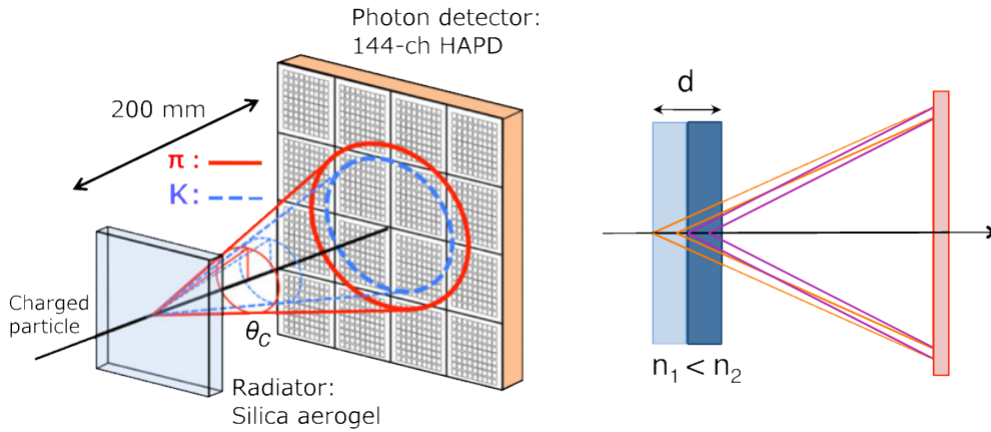 Photon detector:
144-ch HAPD
200 mm
π :
K:
Charged
particle
θC
Radiator:
Silica aerogel
d
n1 < n2